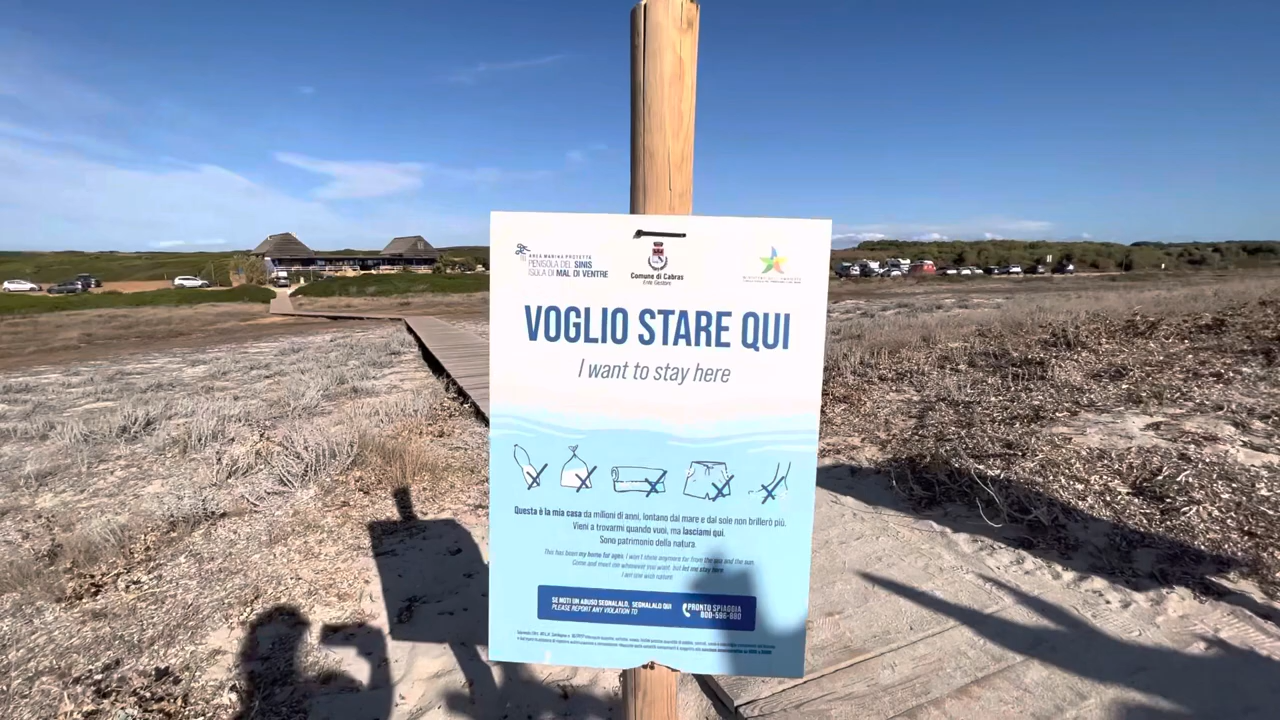 AREA MARINA PROTETTA
PENISOLA DEL SINIS
ISOLA DI MAL DI VENTRE
Comune di Cabras
Ente Gestore
VOGLIO STARE QUI
I want to stay here
Questa è la mia casa da milioni di anni, lontano dal mare e dal sole non brillerò più.
Vieni a trovarmi quando vuoi, ma lasciami qui.
Sono patrimonio della natura.
This has been my home for ages. I won't shine anymore far from the sea and the sun.
Come and meet me whenever you want, but let me stay here.
I am one with nature
SE NOTI UN ABUSO SEGNALALO, SEGNALALO QUI
PLEASE REPORT ANY VIOLATION TO
PRONTO SPIAGGIA
800-586-880